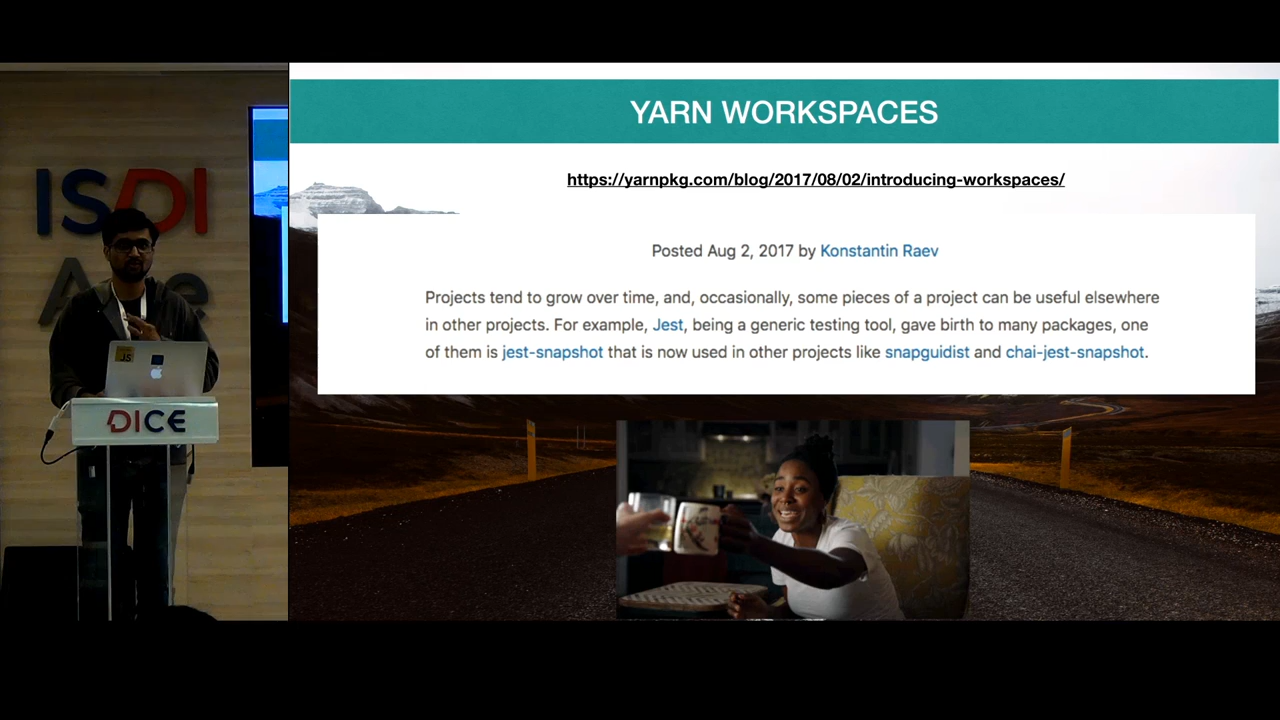 YARN WORKSPACES
https://yarnpkg.com/blog/2017/08/02/introducing-workspaces/
Posted Aug 2, 2017 by Konstantin Raev
Projects tend to grow over time, and, occasionally, some pieces of a project can be useful elsewhere
in other projects. For example, Jest, being a generic testing tool, gave birth to many packages, one
of them is jest-snapshot that is now used in other projects like snapguidist and chai-jest-snapshot.
ISDI
JS
DICE